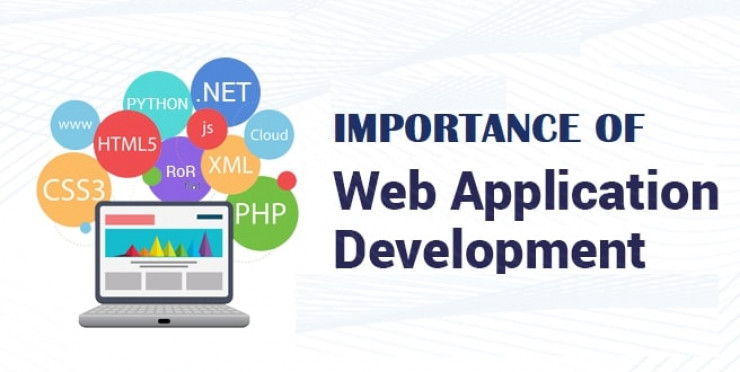 .NET
PYTHON
www
js
HTML5
Cloud
RoR
XML
CSS3
PHP
IMPORTANCE OF
Web Application
Development